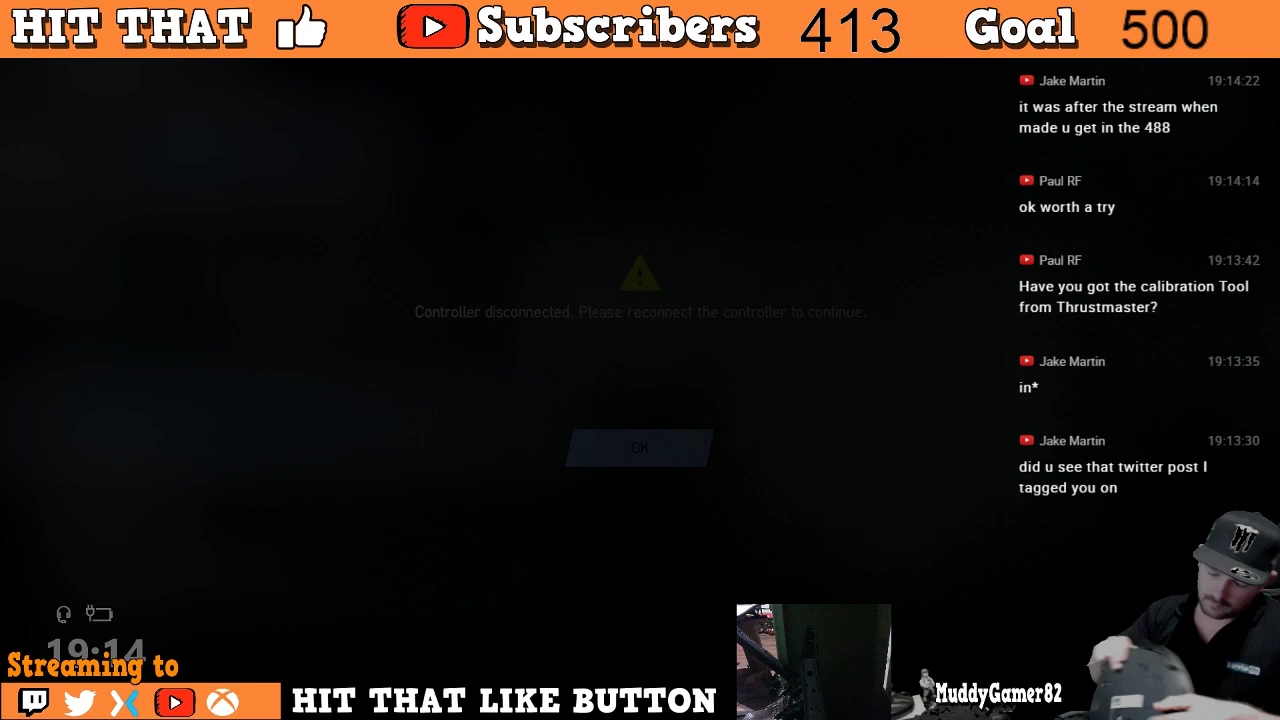 HIT THAT
Subscribers 413
Goal 500
Jake Martin 19:14:22
it was after the stream when
made u get in the 488
Paul RF 19:14:14
ok worth a try
Paul RF 19:13:42
Have you got the calibration Tool
from Thrustmaster?
Jake Martin 19:13:35
in*
Jake Martin 19:13:30
did u see that twitter post I
tagged you on
Controller disconnected. Please reconnect the controller to continue.
OK
19:14
Streaming to
HIT THAT LIKE BUTTON
MuddyGamer82